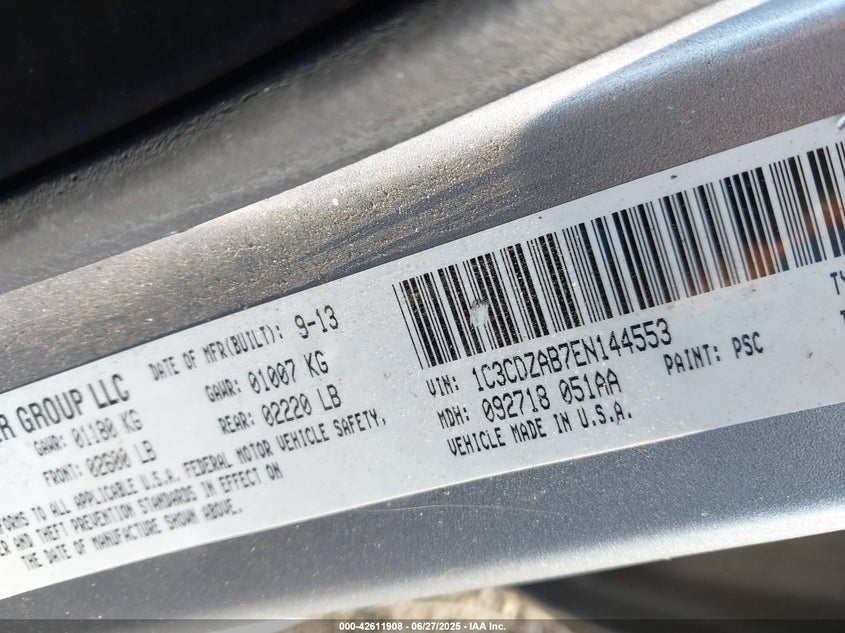 ER GROUP LLC
DATE OF MFR(BUILT): 9-13
GAWR: 01180 KG
GAWR: 01007 KG
FRONT: 02600 LB
REAR: 02220 LB
TO ALL APPLICABLE U.S.A. FEDERAL MOTOR VEHICLE SAFETY,
AND THEFT PREVENTION STANDARDS IN EFFECT ON
THE DATE OF MANUFACTURE SHOWN ABOVE.
VIN: 1C3CDZAB7EN144553
MDH: 092718 051AA
PAINT: PSC
VEHICLE MADE IN U.S.A.
000-42611908 | 06/27/2025 - IAA Inc.